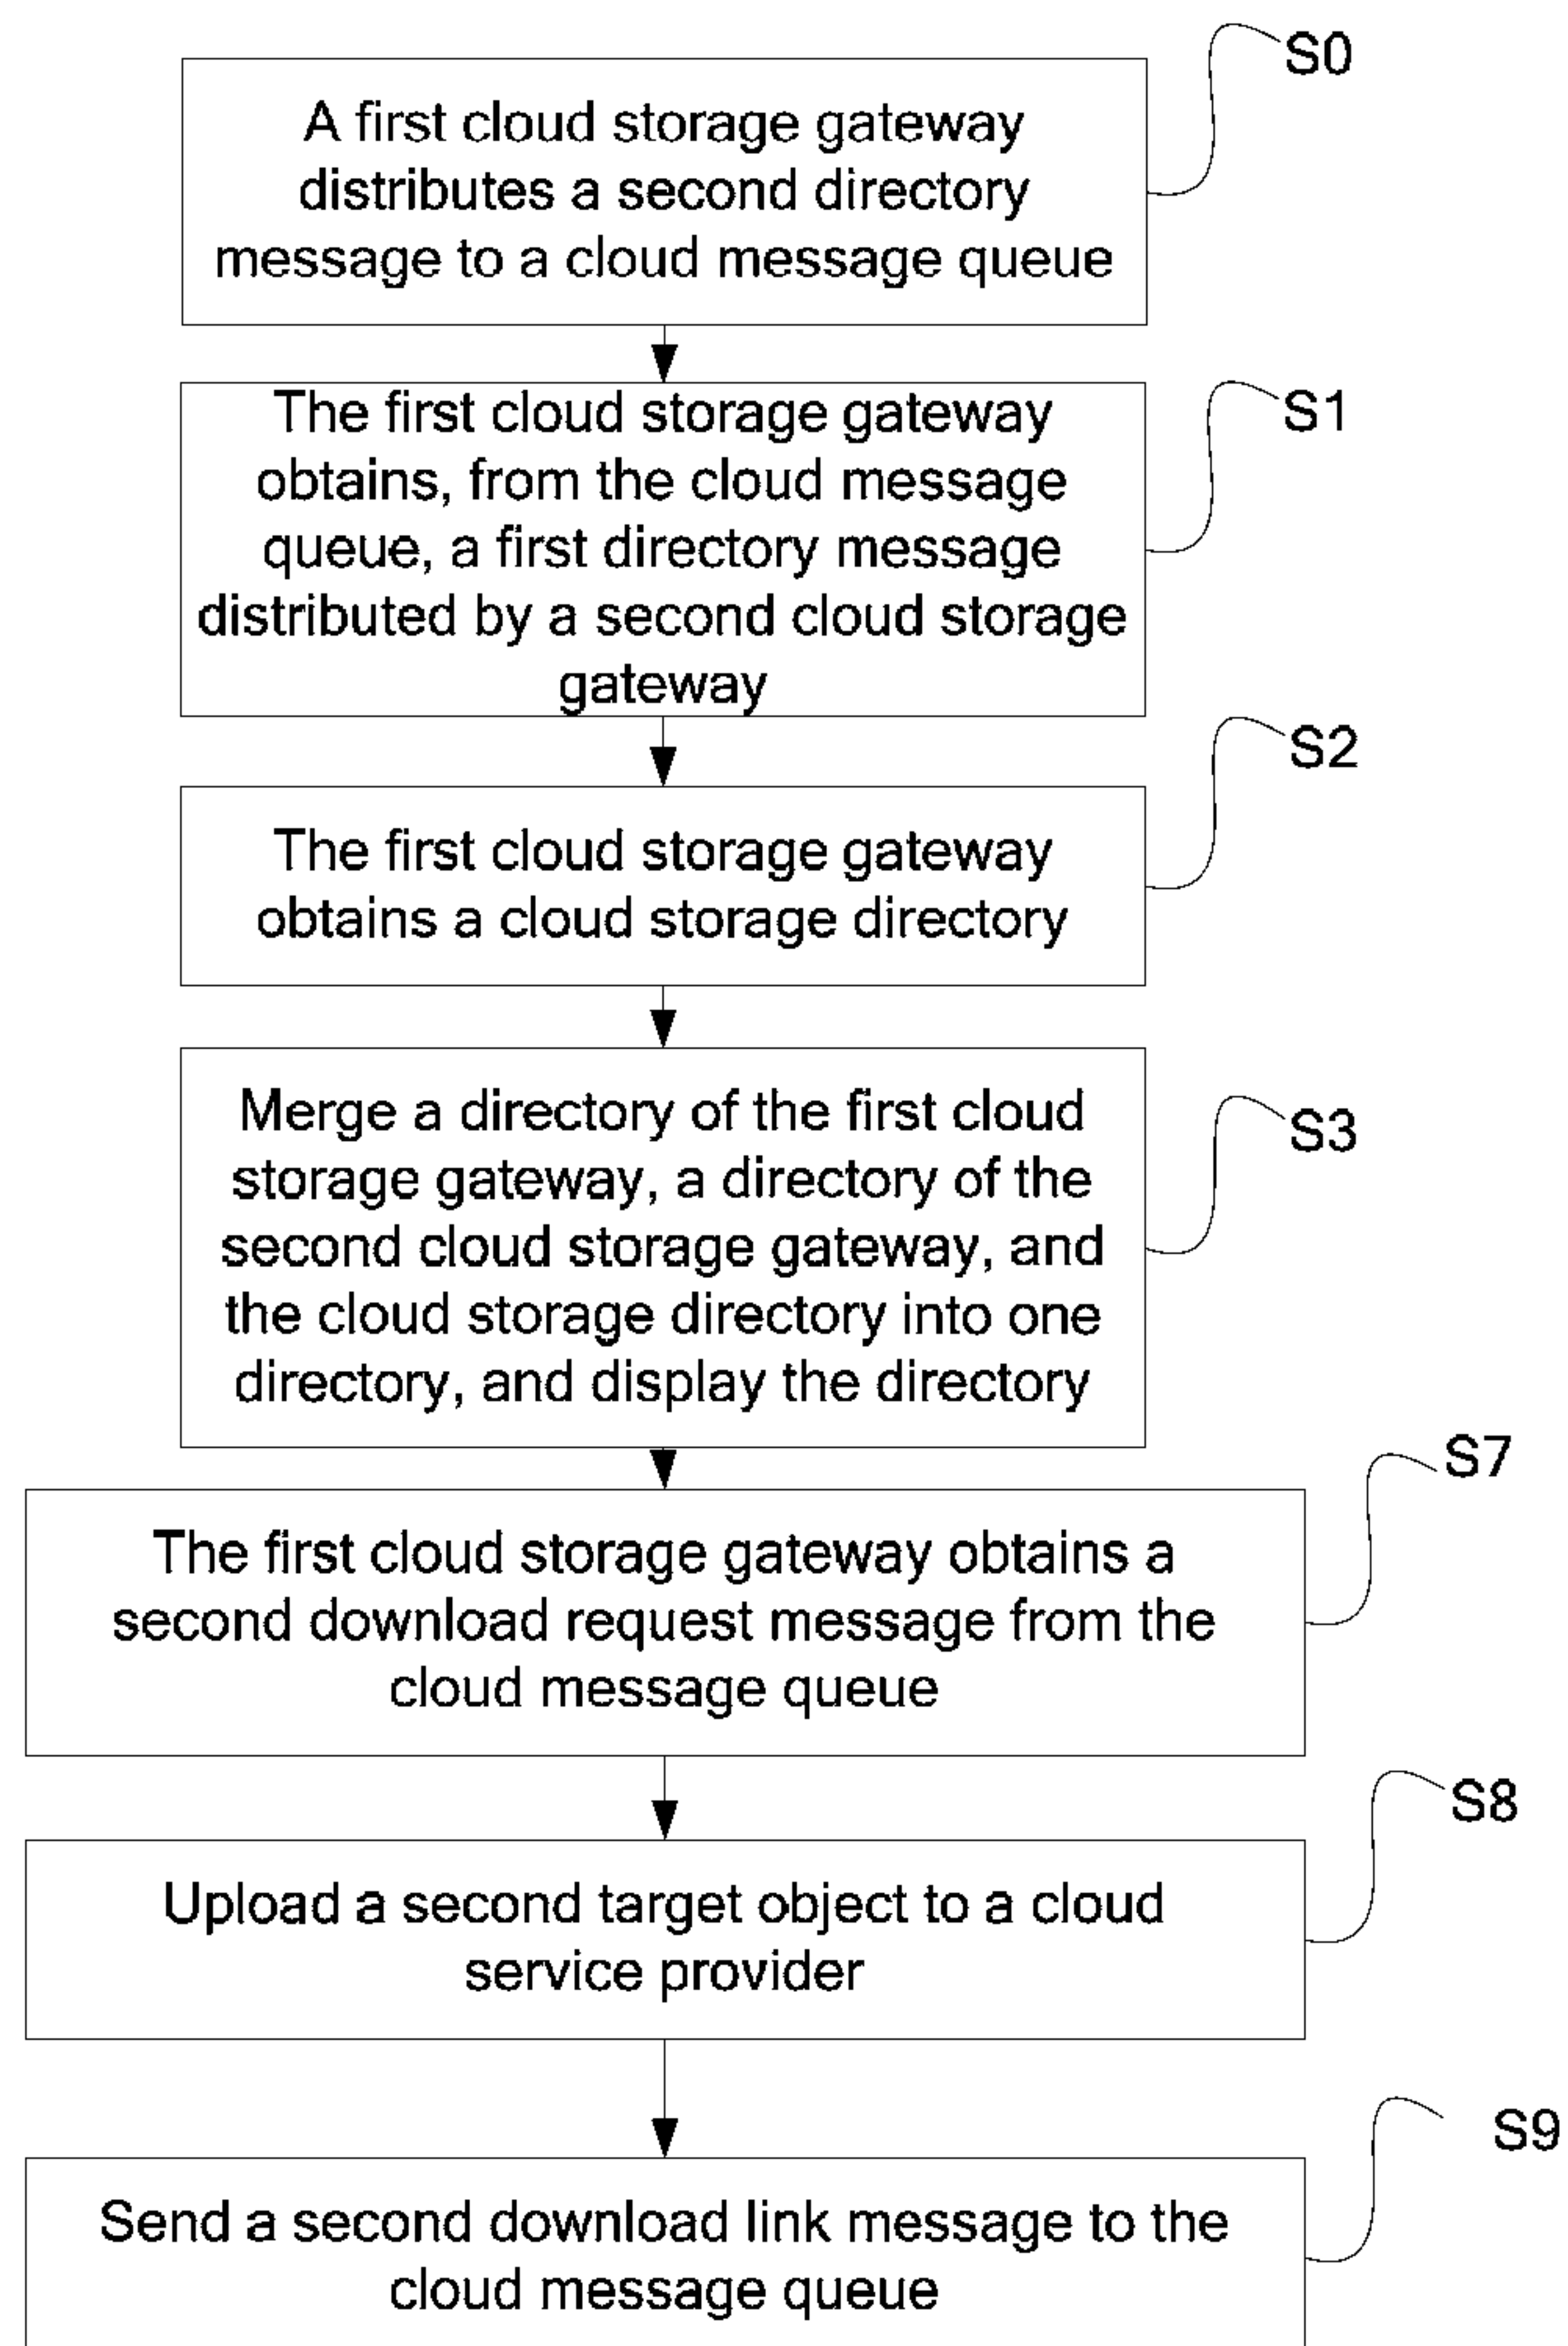 S0
A first cloud storage gateway
distributes a second directory
message to a cloud message queue
S1
The first cloud storage gateway
obtains, from the cloud message
queue, a first directory message
distributed by a second cloud storage
gateway
S2
The first cloud storage gateway
obtains a cloud storage directory
S3
Merge a directory of the first cloud
storage gateway, a directory of the
second cloud storage gateway, and
the cloud storage directory into one
directory, and display the directory
S7
The first cloud storage gateway obtains a
second download request message from the
cloud message queue
S8
Upload a second target object to a cloud
service provider
S9
Send a second download link message to the
cloud message queue